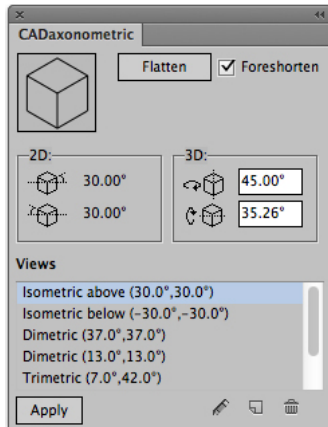 CADaxonometric
Flatten
Foreshorten
2D:
30.00°
30.00°
3D:
45.00°
35.26°
Views
Isometric above (30.0°,30.0°)
Isometric below (−30.0°,−30.0°)
Dimetric (37.0°,37.0°)
Dimetric (13.0°,13.0°)
Trimetric (7.0°,42.0°)
Apply